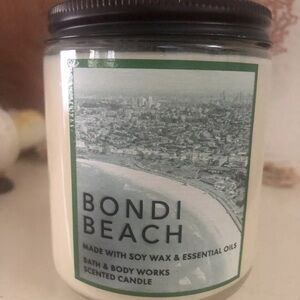 BONDI
BEACH
MADE WITH SOY WAX & ESSENTIAL OILS
BATH & BODY WORKS
SCENTED CANDLE